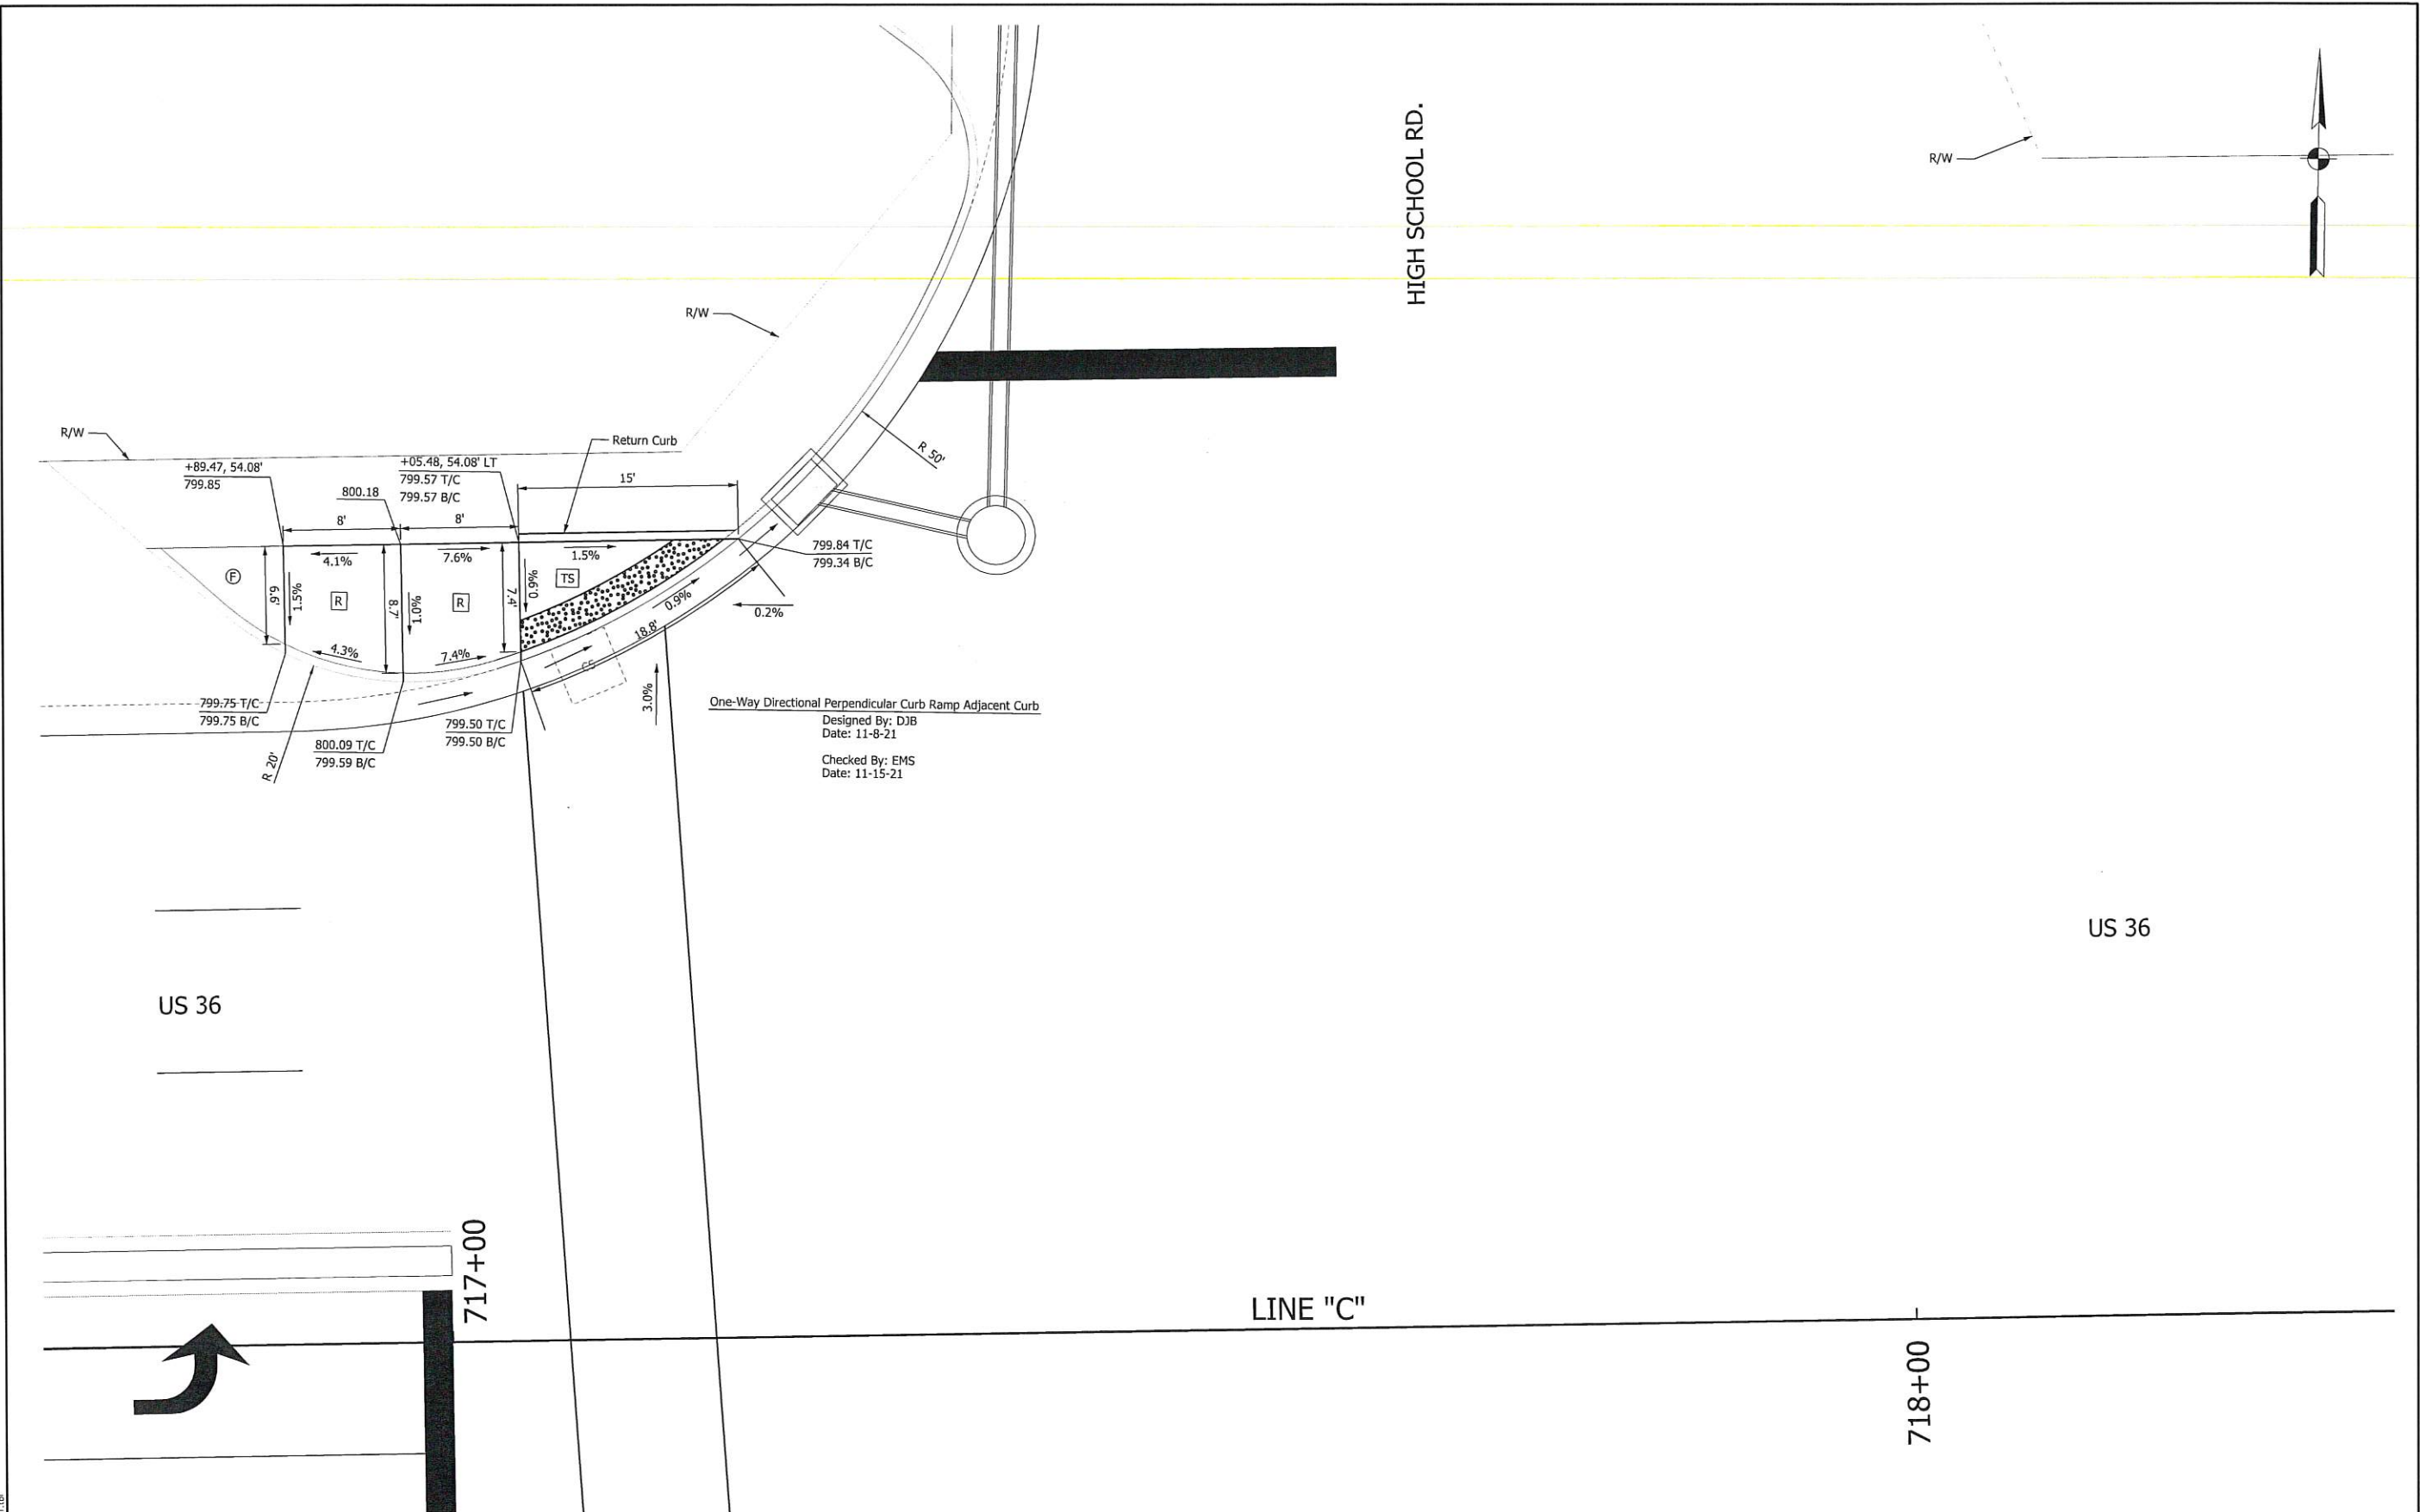 HIGH SCHOOL RD.
R/W
R/W
R/W
Return Curb
+89.47, 54.08'
799.85
800.18
+05.48, 54.08' LT
799.57 T/C
799.57 B/C
15'
R 50'
8'
8'
4.1%
7.6%
1.5%
799.84 T/C
799.34 B/C
F
6.6'
1.5%
R
8.7'
1.0%
R
7.4'
0.6%
TS
0.9%
0.2%
18.8'
4.3%
7.4%
CS
3.0%
799.75 T/C
799.75 B/C
R 20'
800.09 T/C
799.59 B/C
799.50 T/C
799.50 B/C
One-Way Directional Perpendicular Curb Ramp Adjacent Curb
Designed By: DJB
Date: 11-8-21
Checked By: EMS
Date: 11-15-21
US 36
US 36
717+00
LINE "C"
718+00